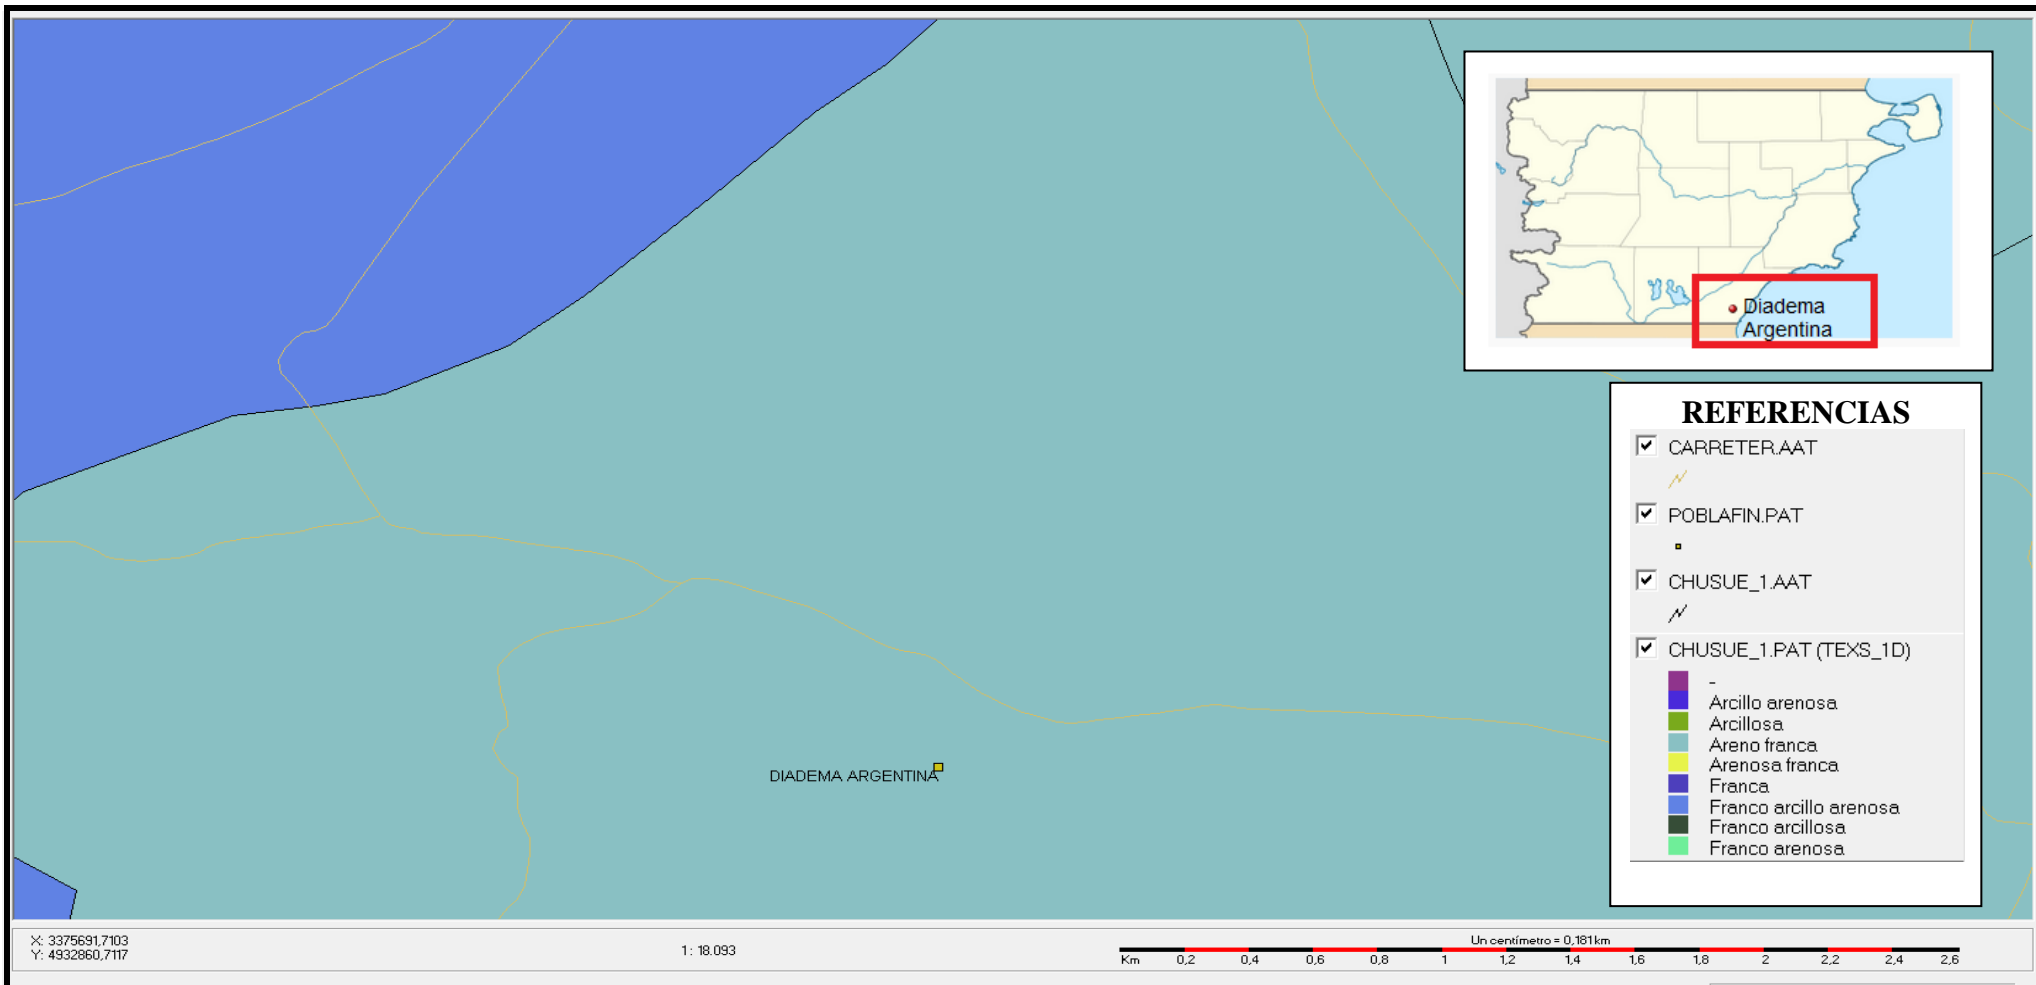 Diadema
Argentina
REFERENCIAS
CARRETER.AAT
POBLAFIN.PAT
CHUSUE_1.AAT
CHUSUE_1.PAT (TEXS_1D)
-
Arcillo arenosa
Arcillosa
Areno franca
Arenosa franca
Franca
Franco arcillo arenosa
Franco arcillosa
Franco arenosa
DIADEMA ARGENTINA
X: 3375691,7103
Y: 4932860,7117
1: 18.093
Un centímetro = 0,181km
Km 0,2 0,4 0,6 0,8 1 1,2 1,4 1,6 1,8 2 2,2 2,4 2,6